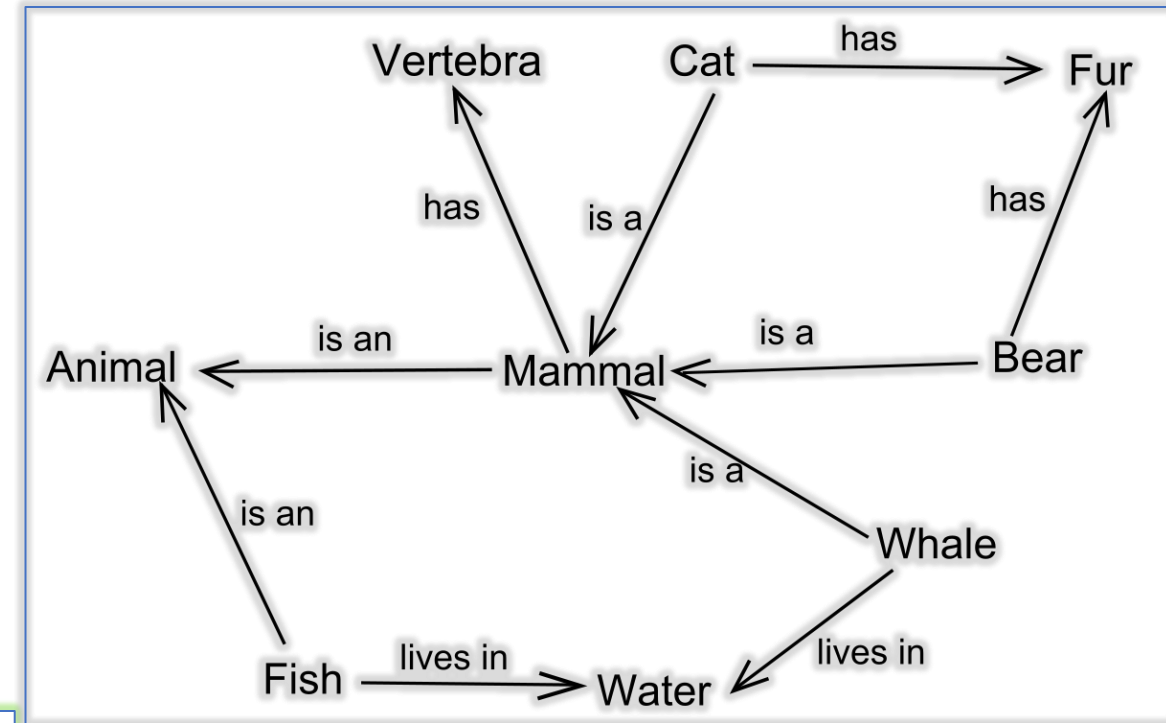 Vertebra
Cat
has
Fur
has
is a
has
Animal
is an
Mammal
is a
Bear
is an
is a
Whale
Fish
lives in
Water
lives in